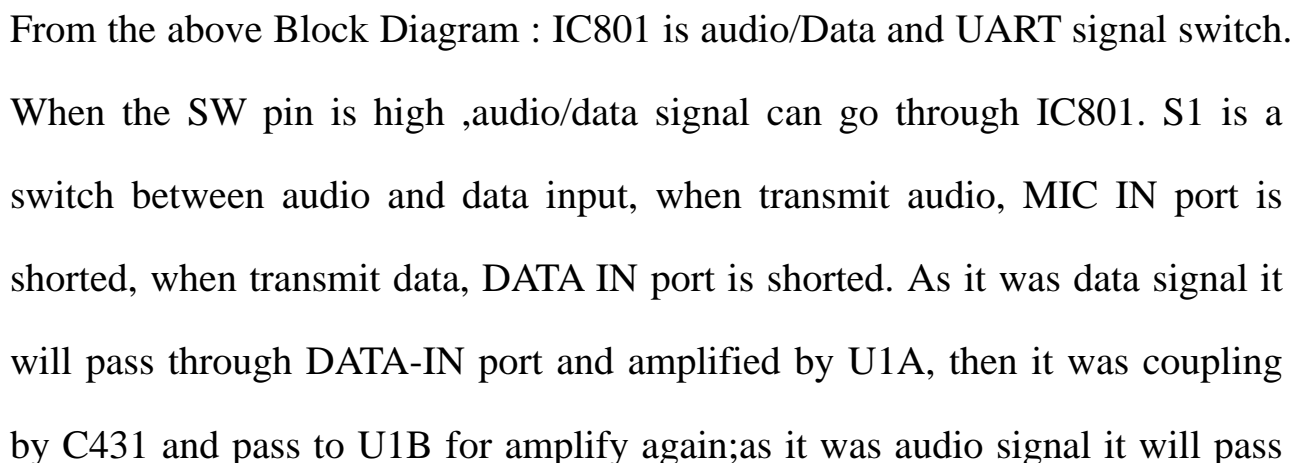 From the above Block Diagram : IC801 is audio/Data and UART signal switch.
When the SW pin is high ,audio/data signal can go through IC801. S1 is a
switch between audio and data input, when transmit audio, MIC IN port is
shorted, when transmit data, DATA IN port is shorted. As it was data signal it
will pass through DATA-IN port and amplified by U1A, then it was coupling
by C431 and pass to U1B for amplify again;as it was audio signal it will pass